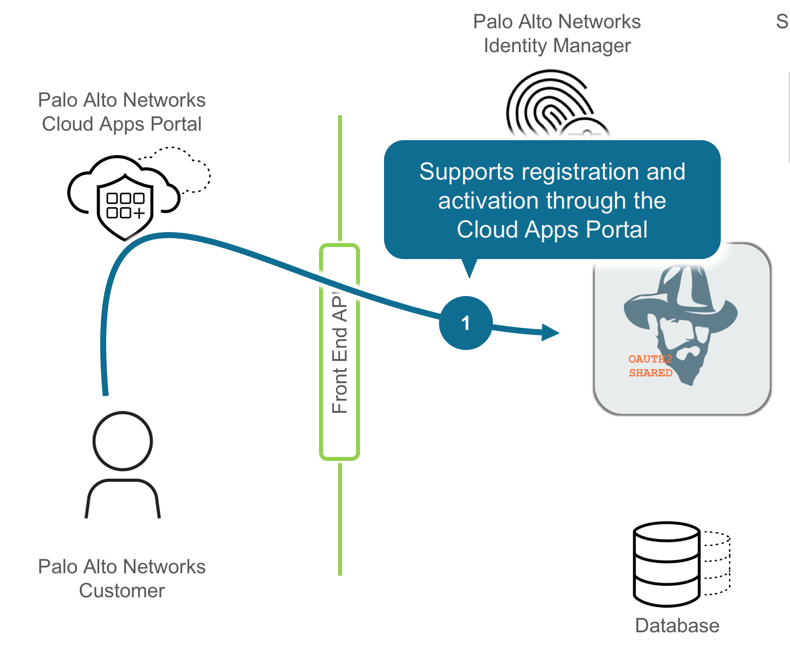 Palo Alto Networks
Identity Manager
S
Palo Alto Networks
Cloud Apps Portal
Supports registration and
activation through the
Cloud Apps Portal
Front End API
1
OAUTH2
SHARED
Palo Alto Networks
Customer
Database